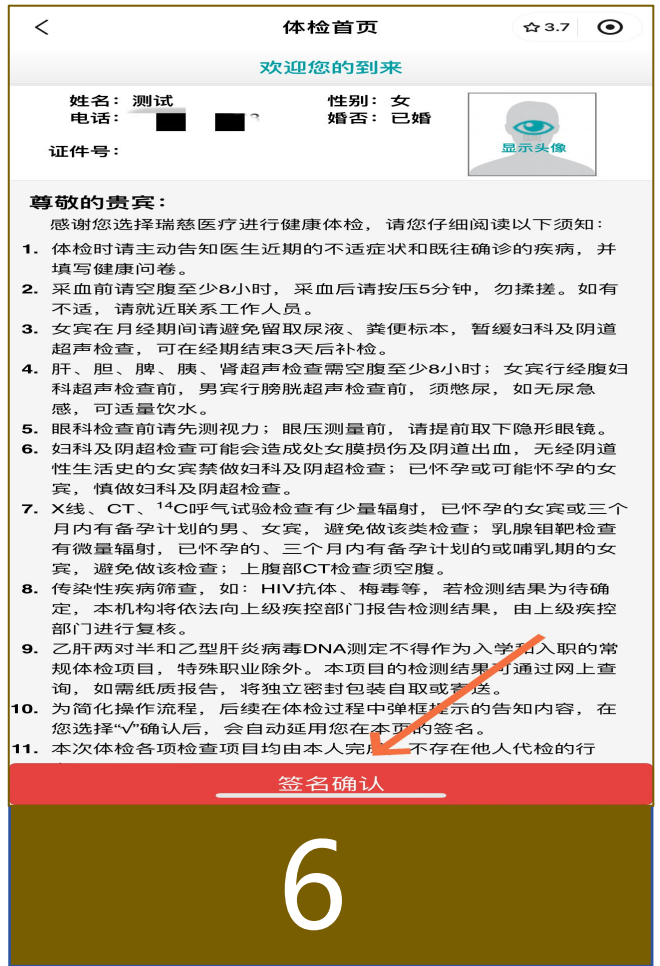 体检首页
3.7
欢迎您的到来
姓名：测试 性别：女
电话： 婚否：已婚
证件号：
显示头像
尊敬的贵宾：
感谢您选择瑞慈医疗进行健康体检，请您仔细阅读以下须知：
1. 体检时请主动告知医生近期的不适症状和既往确诊的疾病，并
填写健康问卷。
2. 采血前请空腹至少8小时，采血后请按压5分钟，勿揉搓。如有
不适，请就近联系工作人员。
3. 女宾在月经期间请避免留取尿液、粪便标本，暂缓妇科及阴道
超声检查，可在经期结束3天后补检。
4. 肝、胆、脾、胰、肾超声检查需空腹至少8小时；女宾行经腹妇
科超声检查前，男宾行膀胱超声检查前，须憋尿，如无尿急
感，可适量饮水。
5. 眼科检查前请先测视力；眼压测量前，请提前取下隐形眼镜。
6. 妇科及阴超检查可能会造成处女膜损伤及阴道出血，无经阴道
性生活史的女宾禁做妇科及阴超检查；已怀孕或可能怀孕的女
宾，慎做妇科及阴超检查。
7. X线、CT、¹⁴C呼气试验检查有少量辐射，已怀孕的女宾或三个
月内有备孕计划的男、女宾，避免做该类检查；乳腺钼靶检查
有微量辐射，已怀孕的、三个月内有备孕计划的或哺乳期的女
宾，避免做该检查；上腹部CT检查须空腹。
8. 传染性疾病筛查，如：HIV抗体、梅毒等，若检测结果为待确
定，本机构将依法向上级疾控部门报告检测结果，由上级疾控
部门进行复核。
9. 乙肝两对半和乙型肝炎病毒DNA测定不得作为入学和入职的常
规体检项目，特殊职业除外。本项目的检测结果可通过网上查
询，如需纸质报告，将独立密封包装自取或寄送。
10. 为简化操作流程，后续在体检过程中弹框提示的告知内容，在
您选择“√”确认后，会自动延用您在本页的签名。
11. 本次体检各项检查项目均由本人完成，不存在他人代检的行
签名确认
6